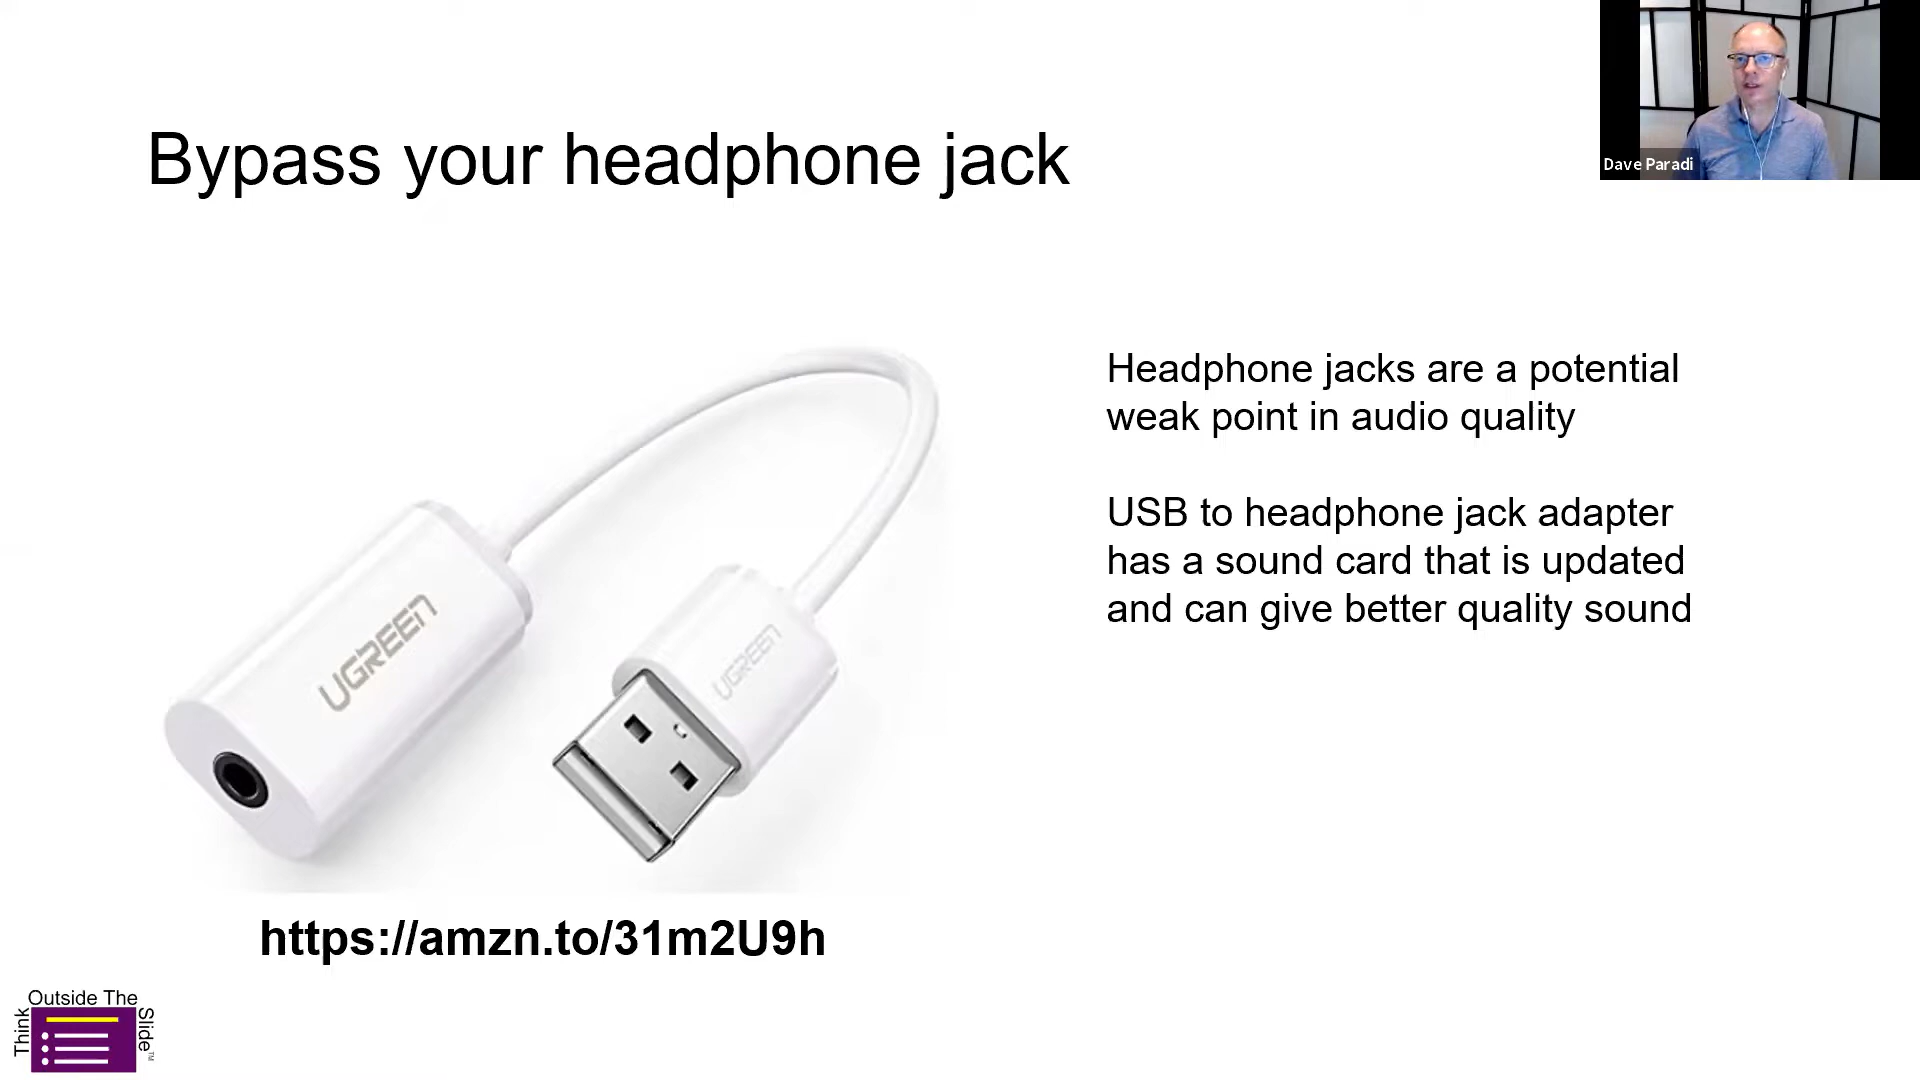 Bypass your headphone jack
Dave Paradi
Headphone jacks are a potential
weak point in audio quality
USB to headphone jack adapter
has a sound card that is updated
and can give better quality sound
UGREEN
UGREEN
https://amzn.to/31m2U9h
Think
Outside The
Slide™